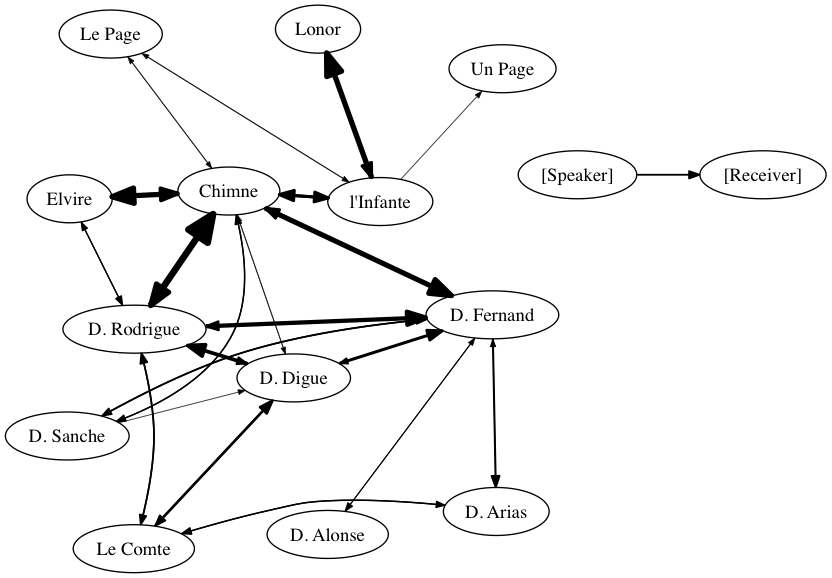 Le Page
Lonor
Un Page
[Speaker]
[Receiver]
Elvire
Chimne
l'Infante
D. Rodrigue
D. Fernand
D. Digue
D. Sanche
D. Arias
Le Comte
D. Alonse